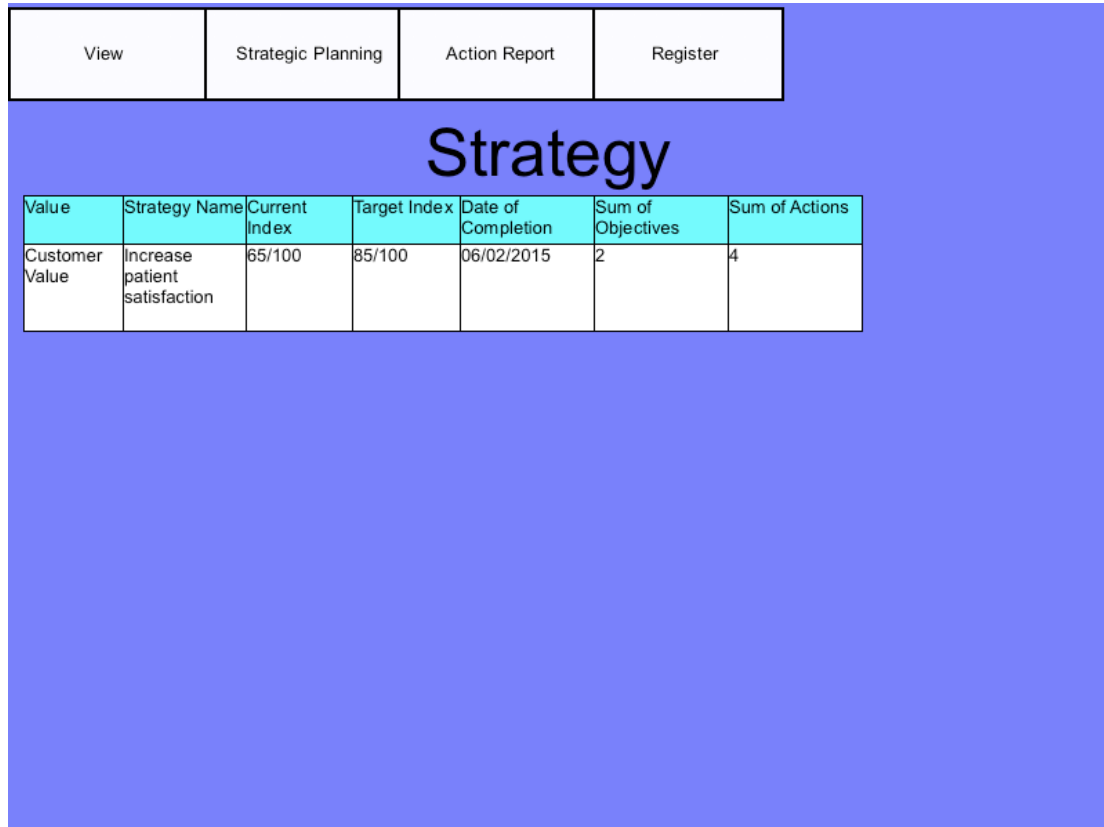 View Strategic Planning Action Report Register
Strategy
Value Strategy Name Current Index Target Index Date of Completion Sum of Objectives Sum of Actions
Customer Value Increase patient satisfaction 65/100 85/100 06/02/2015 2 4